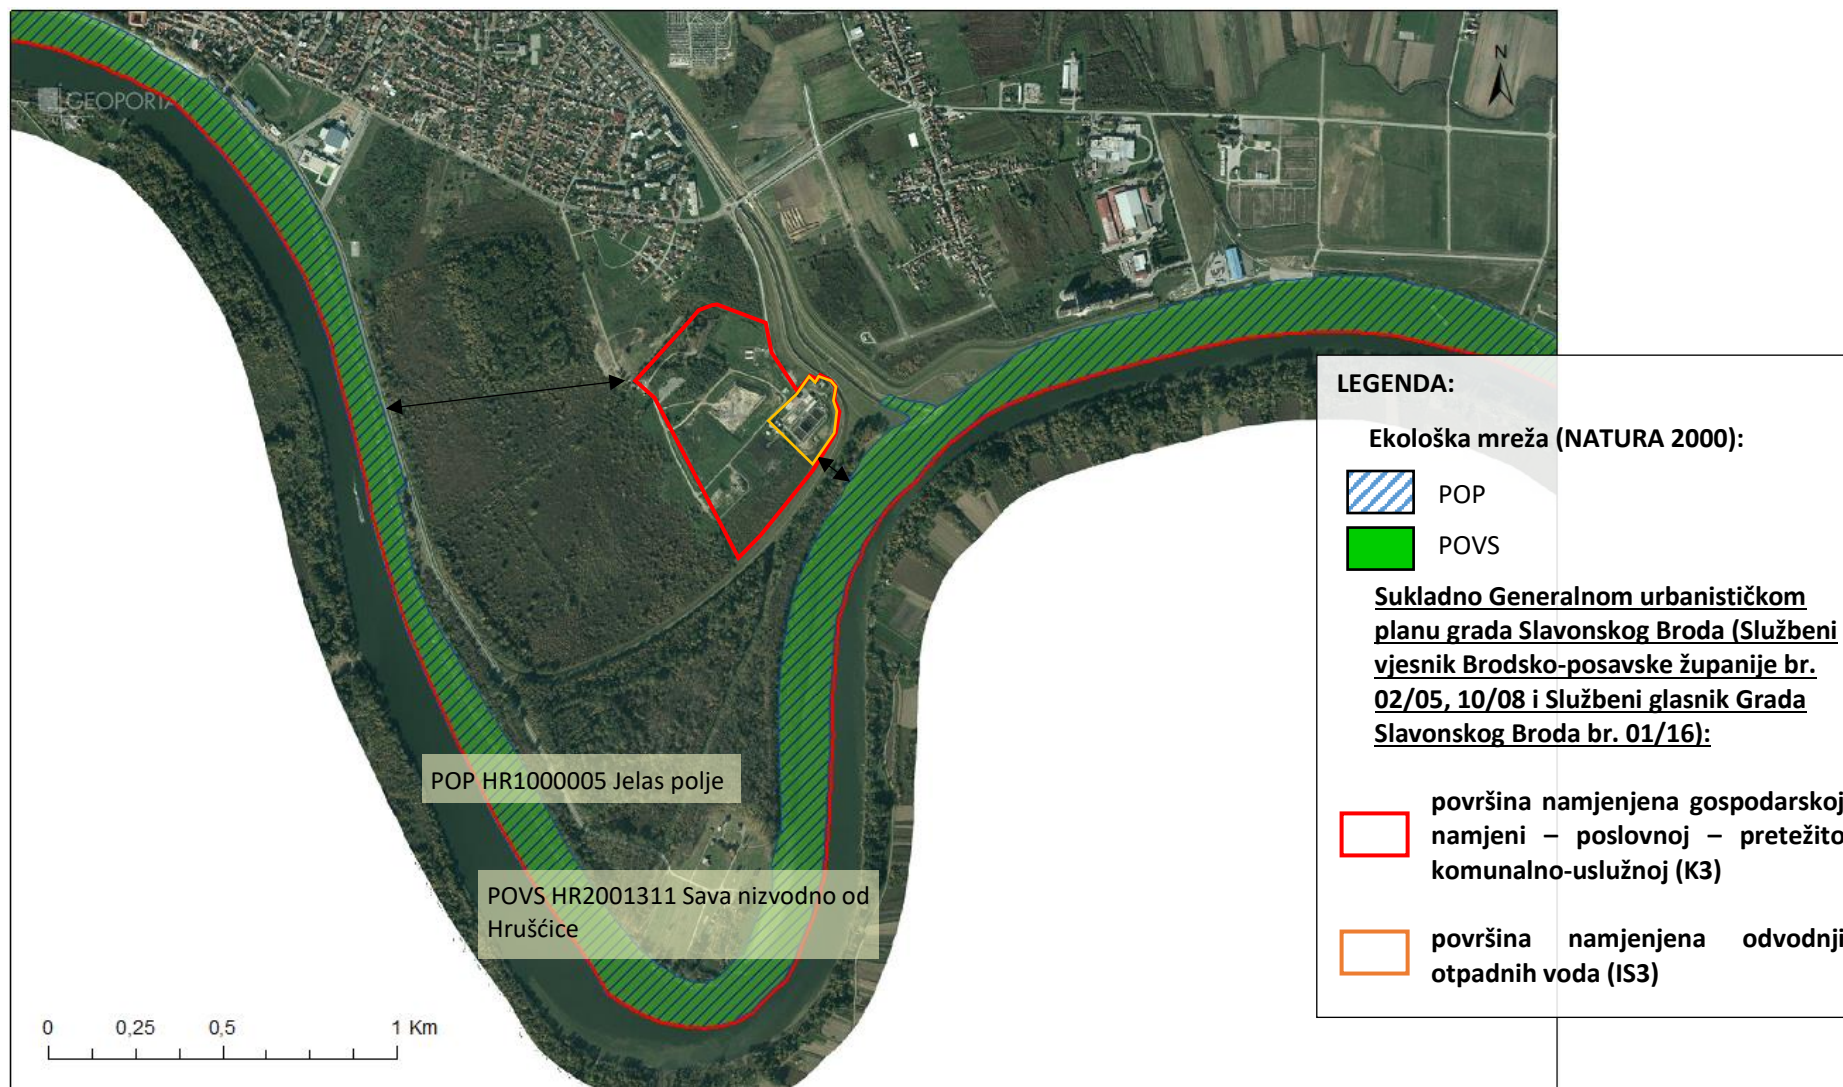 GEOPORTA
N
LEGENDA:
Ekološka mreža (NATURA 2000):
POP
POVS
Sukladno Generalnom urbanističkom
planu grada Slavonskog Broda (Službeni
vjesnik Brodsko-posavske županije br.
02/05, 10/08 i Službeni glasnik Grada
Slavonskog Broda br. 01/16):
površina namjenjena gospodarskoj
namjeni – poslovnoj – pretežito
komunalno-uslužnoj (K3)
površina namjenjena odvodnji
otpadnih voda (IS3)
POP HR1000005 Jelas polje
POVS HR2001311 Sava nizvodno od
Hrušćice
0 0,25 0,5 1 Km